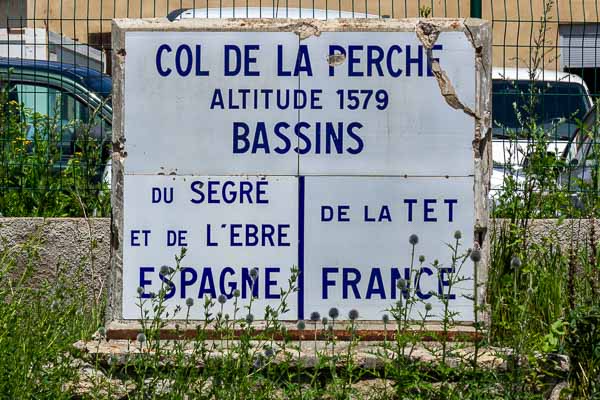 COL DE LA PERCHE
ALTITUDE 1579
BASSINS
DU SEGRE
ET DE L'EBRE
ESPAGNE
DE LA TET
FRANCE